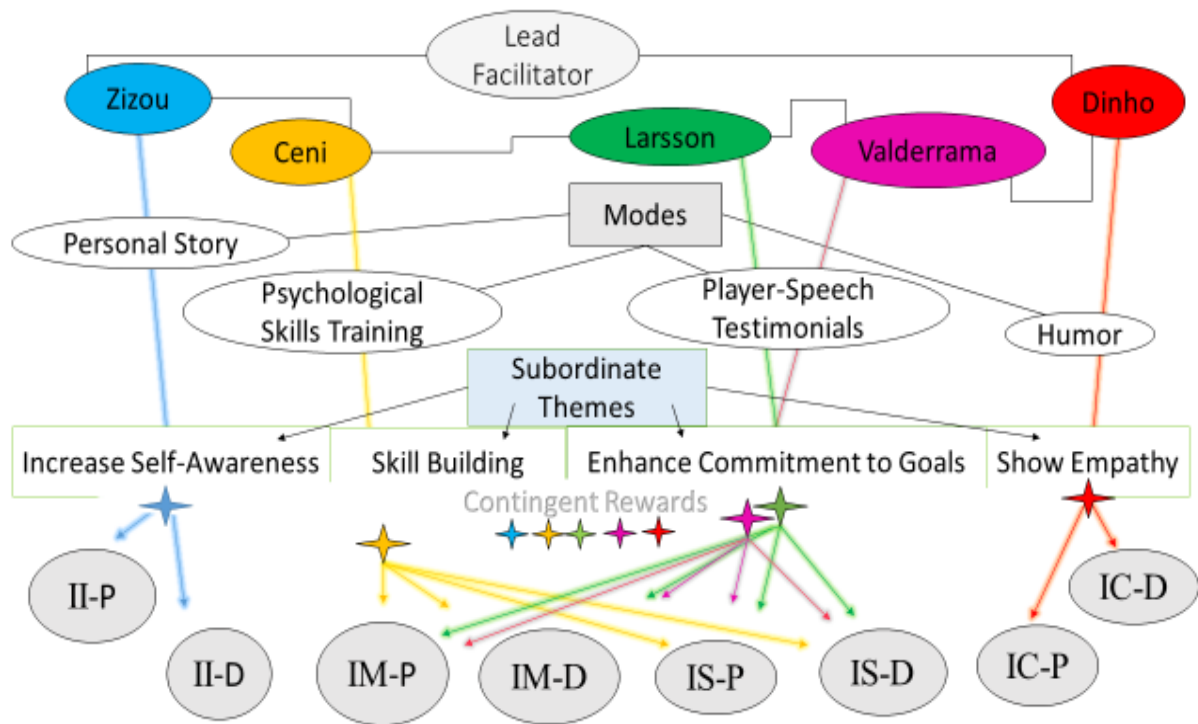 Lead
Facilitator
Zizou
Dinho
Ceni
Larsson
Valderrama
Modes
Personal Story
Psychological
Skills Training
Player-Speech
Testimonials
Humor
Subordinate
Themes
Increase Self-Awareness
Skill Building
Enhance Commitment to Goals
Show Empathy
Contingent Rewards
II-P
IC-D
II-D
IM-P
IM-D
IS-P
IS-D
IC-P